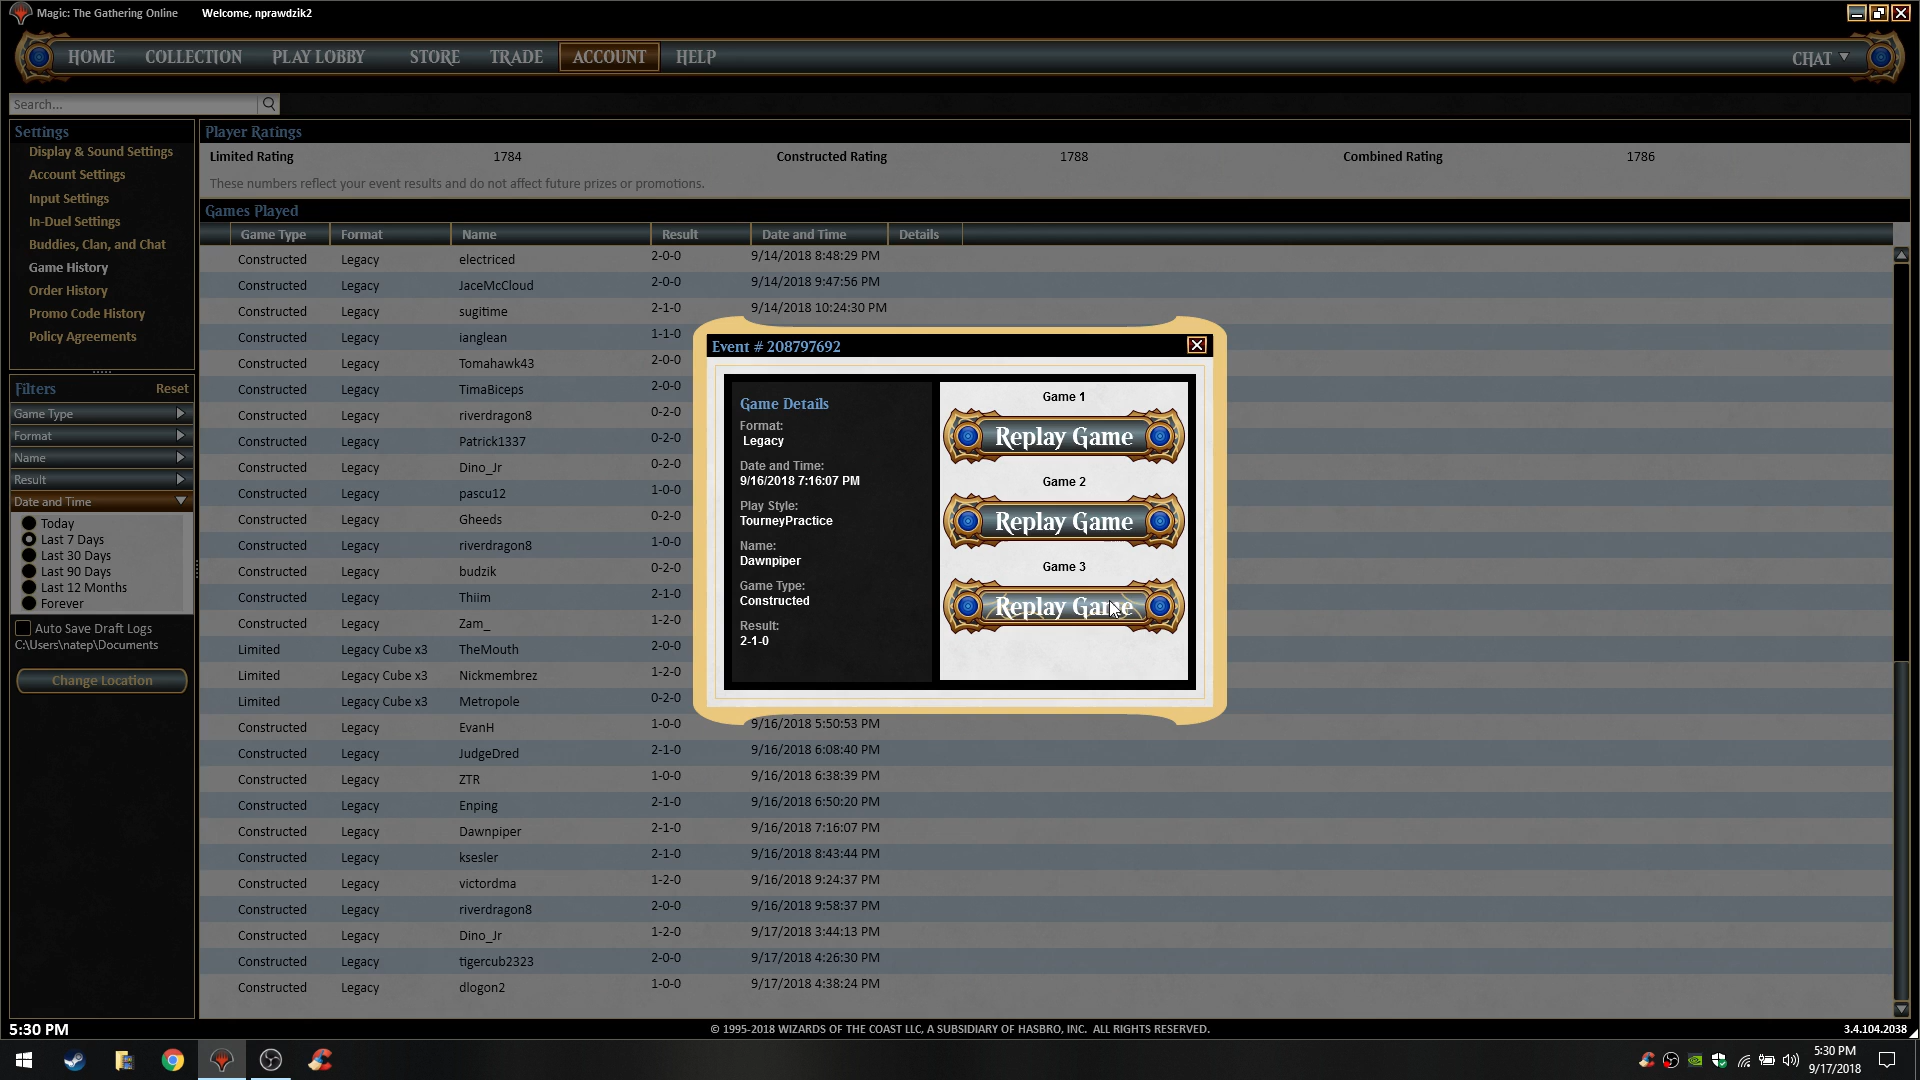 Magic: The Gathering Online Welcome, nprawdzik2
HOME COLLECTION PLAY LOBBY STORE TRADE ACCOUNT HELP CHAT
Search...
Settings
Display & Sound Settings
Account Settings
Input Settings
In-Duel Settings
Buddies, Clan, and Chat
Game History
Order History
Promo Code History
Policy Agreements
Filters Reset
Game Type
Format
Name
Result
Date and Time
Today
Last 7 Days
Last 30 Days
Last 90 Days
Last 12 Months
Forever
Auto Save Draft Logs
C:\Users\natep\Documents
Change Location
Player Ratings
Limited Rating 1784 Constructed Rating 1788 Combined Rating 1786
These numbers reflect your event results and do not affect future prizes or promotions.
Games Played
Game Type Format Name Result Date and Time Details
Constructed Legacy electriced 2-0-0 9/14/2018 8:48:29 PM
Constructed Legacy JaceMcCloud 2-0-0 9/14/2018 9:47:56 PM
Constructed Legacy sugitime 2-1-0 9/14/2018 10:24:30 PM
Constructed Legacy ianglean 1-1-0
Constructed Legacy Tomahawk43 2-0-0
Constructed Legacy TimaBiceps 2-0-0
Constructed Legacy riverdragon8 0-2-0
Constructed Legacy Patrick1337 0-2-0
Constructed Legacy Dino_Jr 0-2-0
Constructed Legacy pascu12 1-0-0
Constructed Legacy Gheeds 0-2-0
Constructed Legacy riverdragon8 1-0-0
Constructed Legacy budzik 0-2-0
Constructed Legacy Thiim 2-1-0
Constructed Legacy Zam_ 1-2-0
Limited Legacy Cube x3 TheMouth 2-0-0
Limited Legacy Cube x3 Nickmembrez 1-2-0
Limited Legacy Cube x3 Metropole 0-2-0
Constructed Legacy EvanH 1-0-0 9/16/2018 5:50:53 PM
Constructed Legacy JudgeDred 2-1-0 9/16/2018 6:08:40 PM
Constructed Legacy ZTR 1-0-0 9/16/2018 6:38:39 PM
Constructed Legacy Enping 2-1-0 9/16/2018 6:50:20 PM
Constructed Legacy Dawnpiper 2-1-0 9/16/2018 7:16:07 PM
Constructed Legacy ksesler 2-1-0 9/16/2018 8:43:44 PM
Constructed Legacy victordma 1-2-0 9/16/2018 9:24:37 PM
Constructed Legacy riverdragon8 2-0-0 9/16/2018 9:58:37 PM
Constructed Legacy Dino_Jr 1-2-0 9/17/2018 3:44:13 PM
Constructed Legacy tigercub2323 2-0-0 9/17/2018 4:26:30 PM
Constructed Legacy dlogon2 1-0-0 9/17/2018 4:38:24 PM
Event # 208797692
Game Details
Format:
Legacy
Date and Time:
9/16/2018 7:16:07 PM
Play Style:
TourneyPractice
Name:
Dawnpiper
Game Type:
Constructed
Result:
2-1-0
Game 1
Replay Game
Game 2
Replay Game
Game 3
Replay Game
5:30 PM © 1995-2018 WIZARDS OF THE COAST LLC, A SUBSIDIARY OF HASBRO, INC. ALL RIGHTS RESERVED. 3.4.104.2038
5:30 PM
9/17/2018